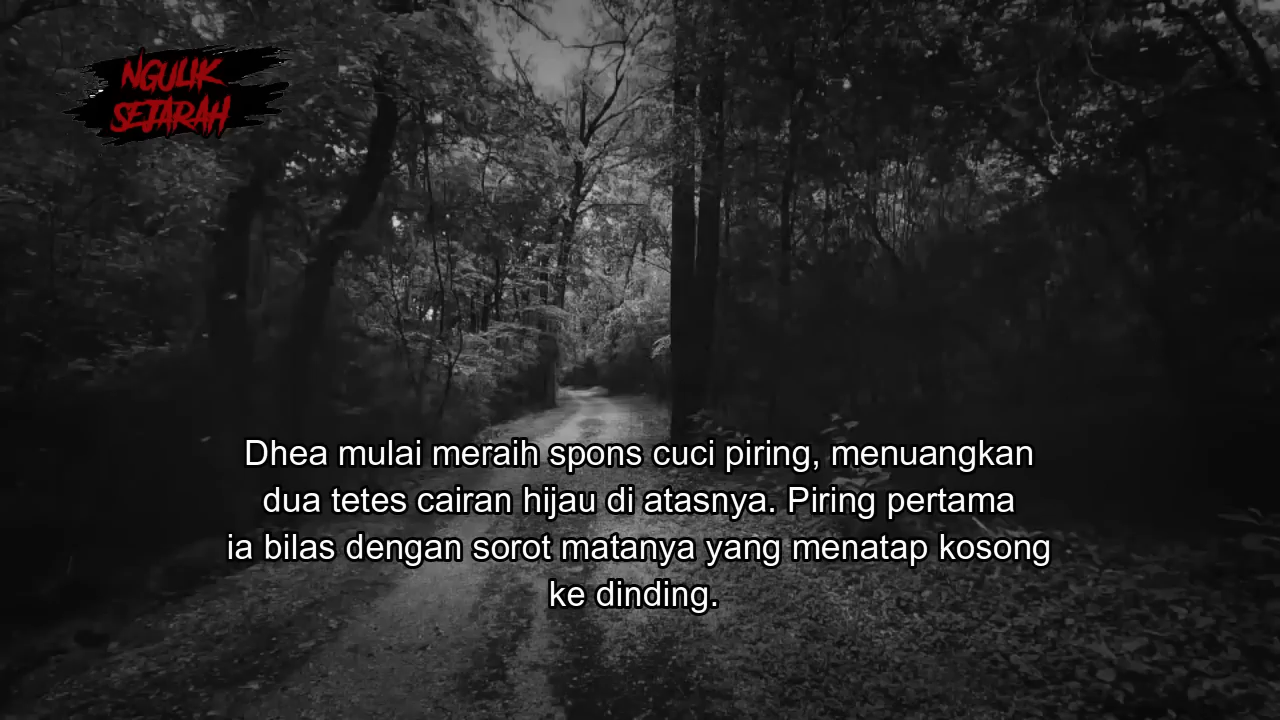 NGULIK
SEJARAH
Dhea mulai meraih spons cuci piring, menuangkan
dua tetes cairan hijau di atasnya. Piring pertama
ia bilas dengan sorot matanya yang menatap kosong
ke dinding.